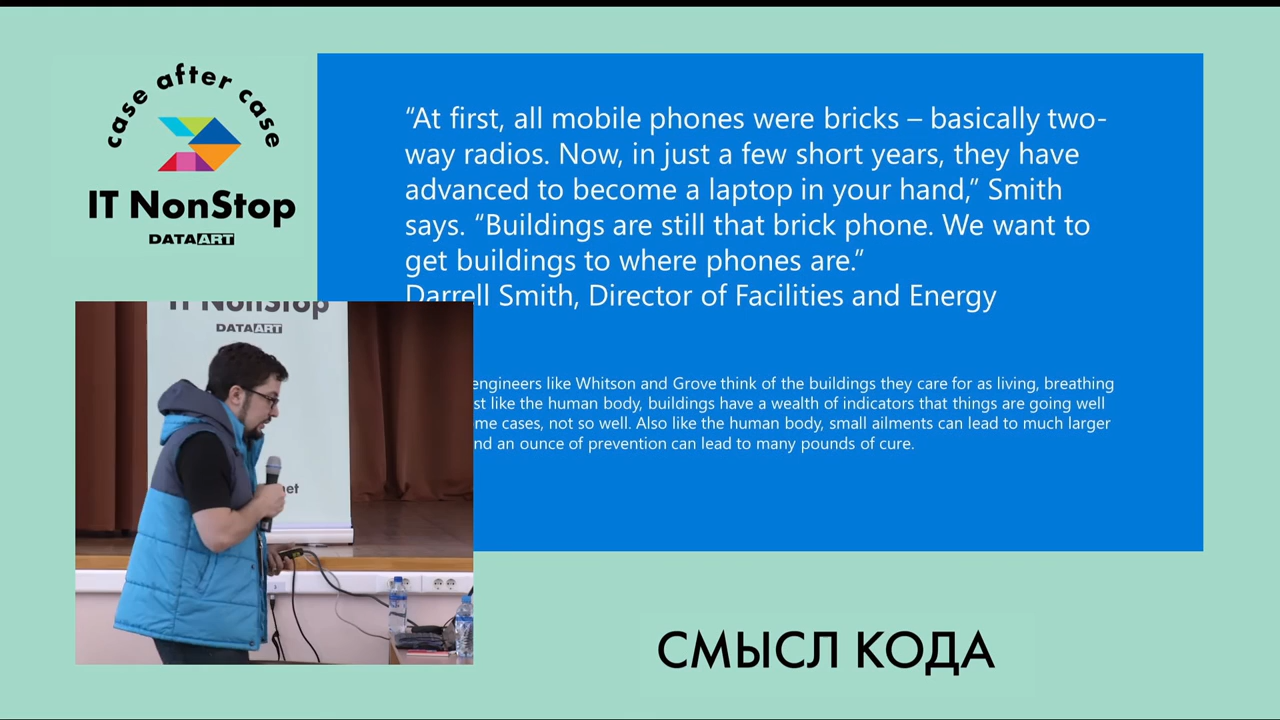 case after case
IT NonStop
DATAART
“At first, all mobile phones were bricks – basically two-
way radios. Now, in just a few short years, they have
advanced to become a laptop in your hand,” Smith
says. “Buildings are still that brick phone. We want to
get buildings to where phones are.”
Darrell Smith, Director of Facilities and Energy
engineers like Whitson and Grove think of the buildings they care for as living, breathing
like the human body, buildings have a wealth of indicators that things are going well
cases, not so well. Also like the human body, small ailments can lead to much larger
an ounce of prevention can lead to many pounds of cure.
IT NonStop
DATAART
СМЫСЛ КОДА